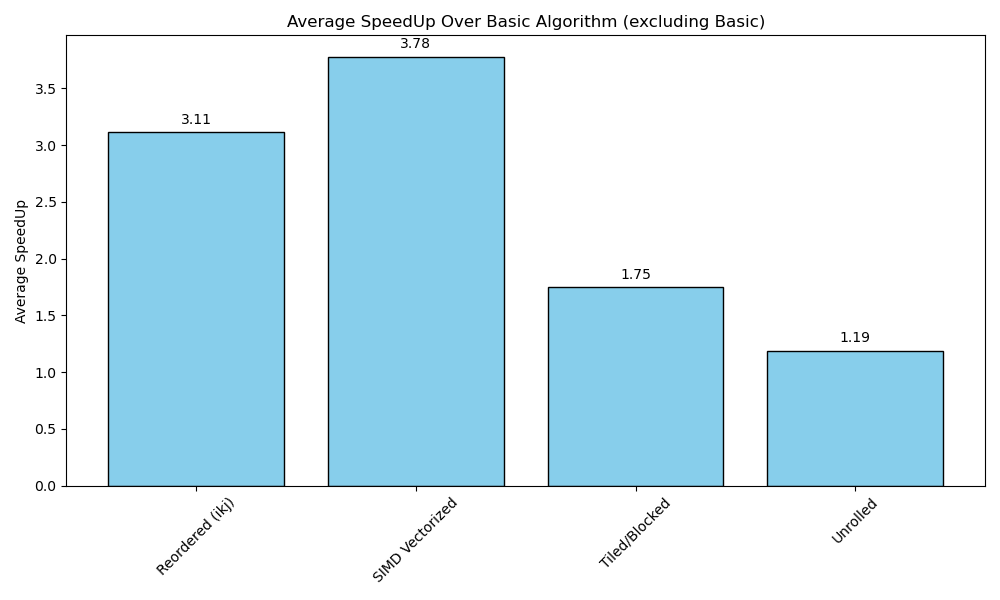 Average SpeedUp Over Basic Algorithm (excluding Basic)
Average SpeedUp
3.5
3.0
2.5
2.0
1.5
1.0
0.5
0.0
3.11
3.78
1.75
1.19
Reordered (ikj)
SIMD Vectorized
Tiled/Blocked
Unrolled